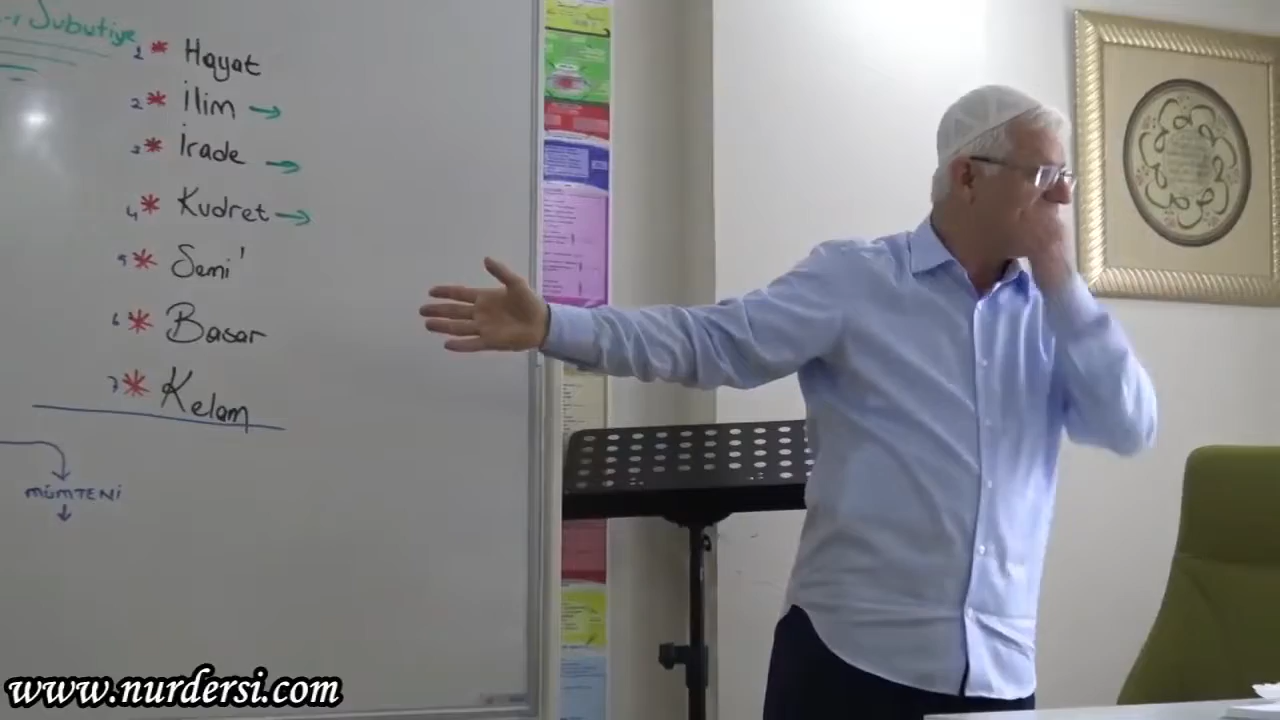 Subutiye
1 * Hayat
2 * İlim →
3 * İrade →
4 * Kudret →
5 * Semi'
6 * Basar
7 * Kelam
MÜMTENİ
www.nurdersi.com